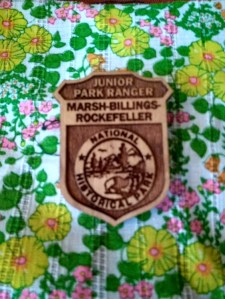 JUNIOR
PARK RANGER
MARSH-BILLINGS-
ROCKEFELLER
NATIONAL
HISTORICAL PARK